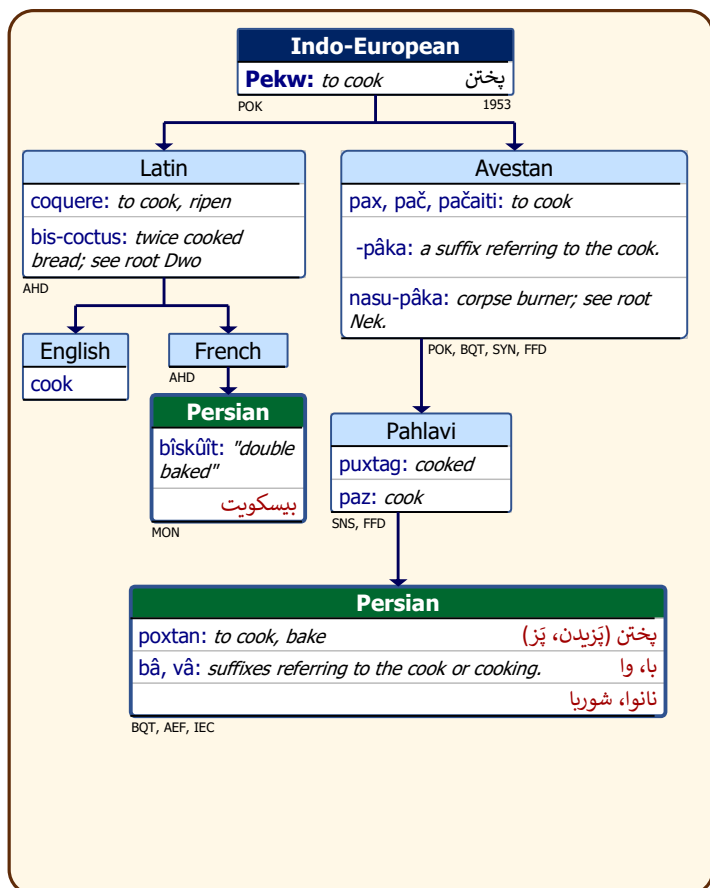 Indo-European
Pekw: to cook پختن
POK 1953
Latin
coquere: to cook, ripen
bis-coctus: twice cooked
bread; see root Dwo
AHD
English
cook
French
AHD
Persian
bîskûît: "double
baked"
بیسکویت
MON
Avestan
pax, pač, pačaiti: to cook
-pâka: a suffix referring to the cook.
nasu-pâka: corpse burner; see root
Nek.
POK, BQT, SYN, FFD
Pahlavi
puxtag: cooked
paz: cook
SNS, FFD
Persian
poxtan: to cook, bake پختن (پَزیدن، پَز)
bâ, vâ: suffixes referring to the cook or cooking. با، وا
نانوا، شوربا
BQT, AEF, IEC